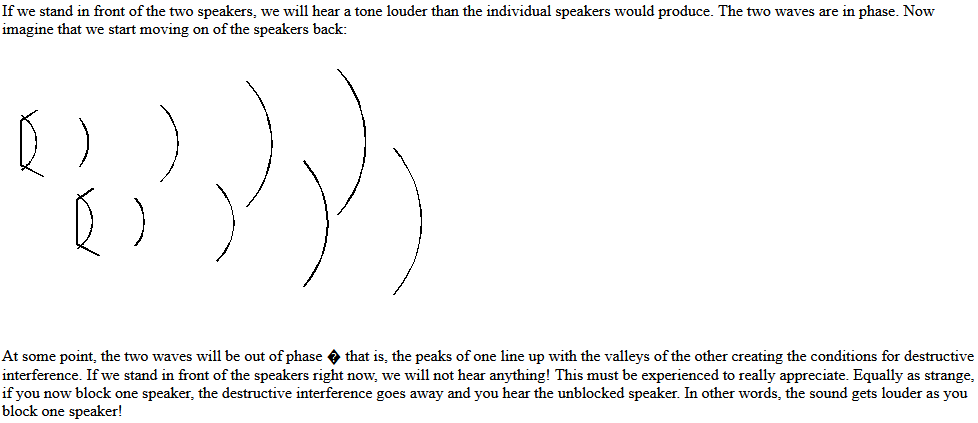 If we stand in front of the two speakers, we will hear a tone louder than the individual speakers would produce. The two waves are in phase. Now
imagine that we start moving on of the speakers back:
At some point, the two waves will be out of phase � that is, the peaks of one line up with the valleys of the other creating the conditions for destructive
interference. If we stand in front of the speakers right now, we will not hear anything! This must be experienced to really appreciate. Equally as strange,
if you now block one speaker, the destructive interference goes away and you hear the unblocked speaker. In other words, the sound gets louder as you
block one speaker!